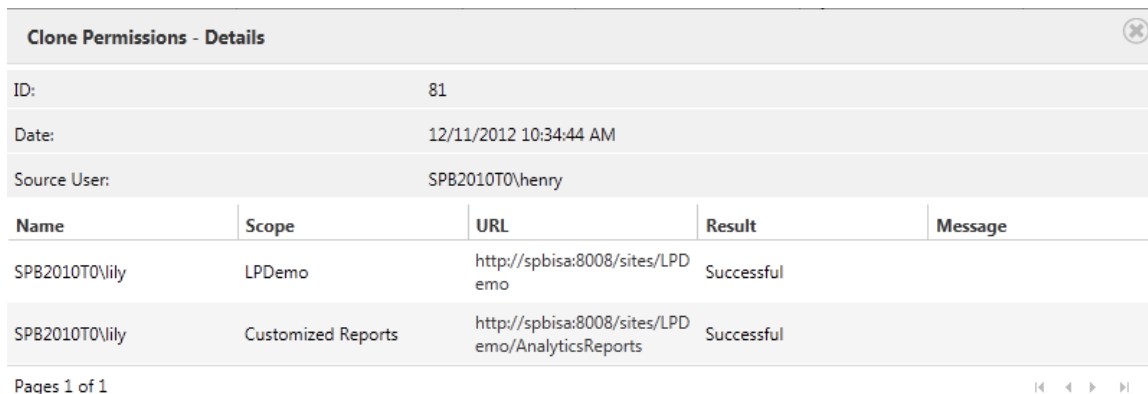 Clone Permissions - Details
ID: 81
Date: 12/11/2012 10:34:44 AM
Source User: SPB2010T0\henry
Name Scope URL Result Message
SPB2010T0\lily LPDemo http://spbisa:8008/sites/LPD Successful
emo
SPB2010T0\lily Customized Reports http://spbisa:8008/sites/LPD Successful
emo/AnalyticsReports
Pages 1 of 1